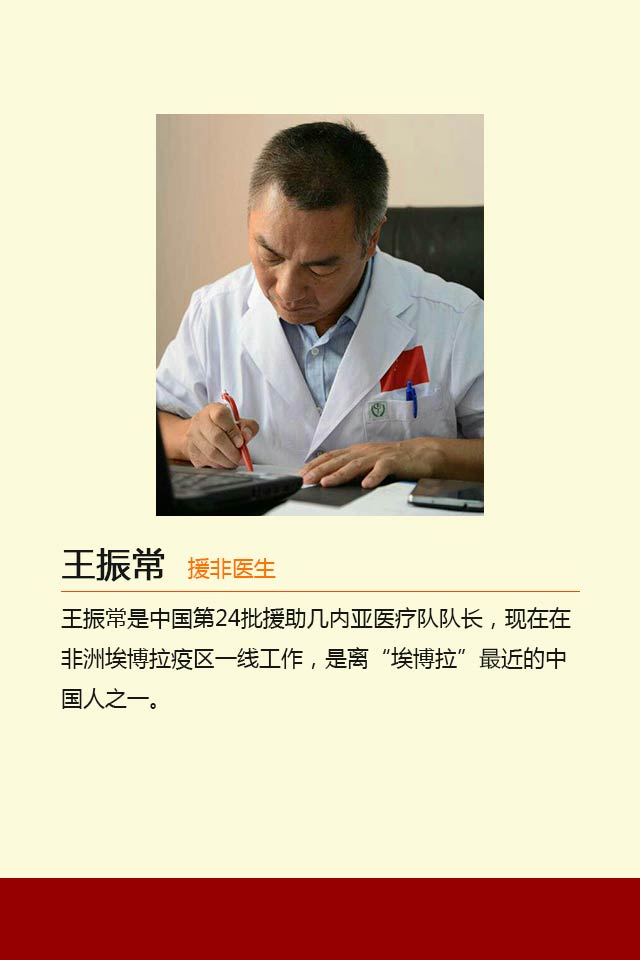 王振常 援非医生
王振常是中国第24批援助几内亚医疗队队长，现在在
非洲埃博拉疫区一线工作，是离“埃博拉”最近的中
国人之一。